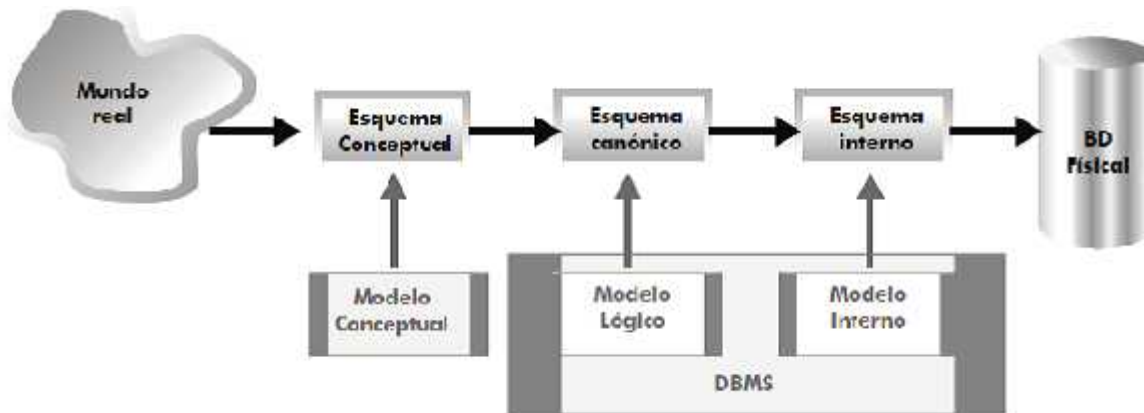 Mundo
real
Esquema
Conceptual
Esquema
canónico
Esquema
interno
BD
Físical
Modelo
Conceptual
Modelo
Lógico
Modelo
Interno
DBMS